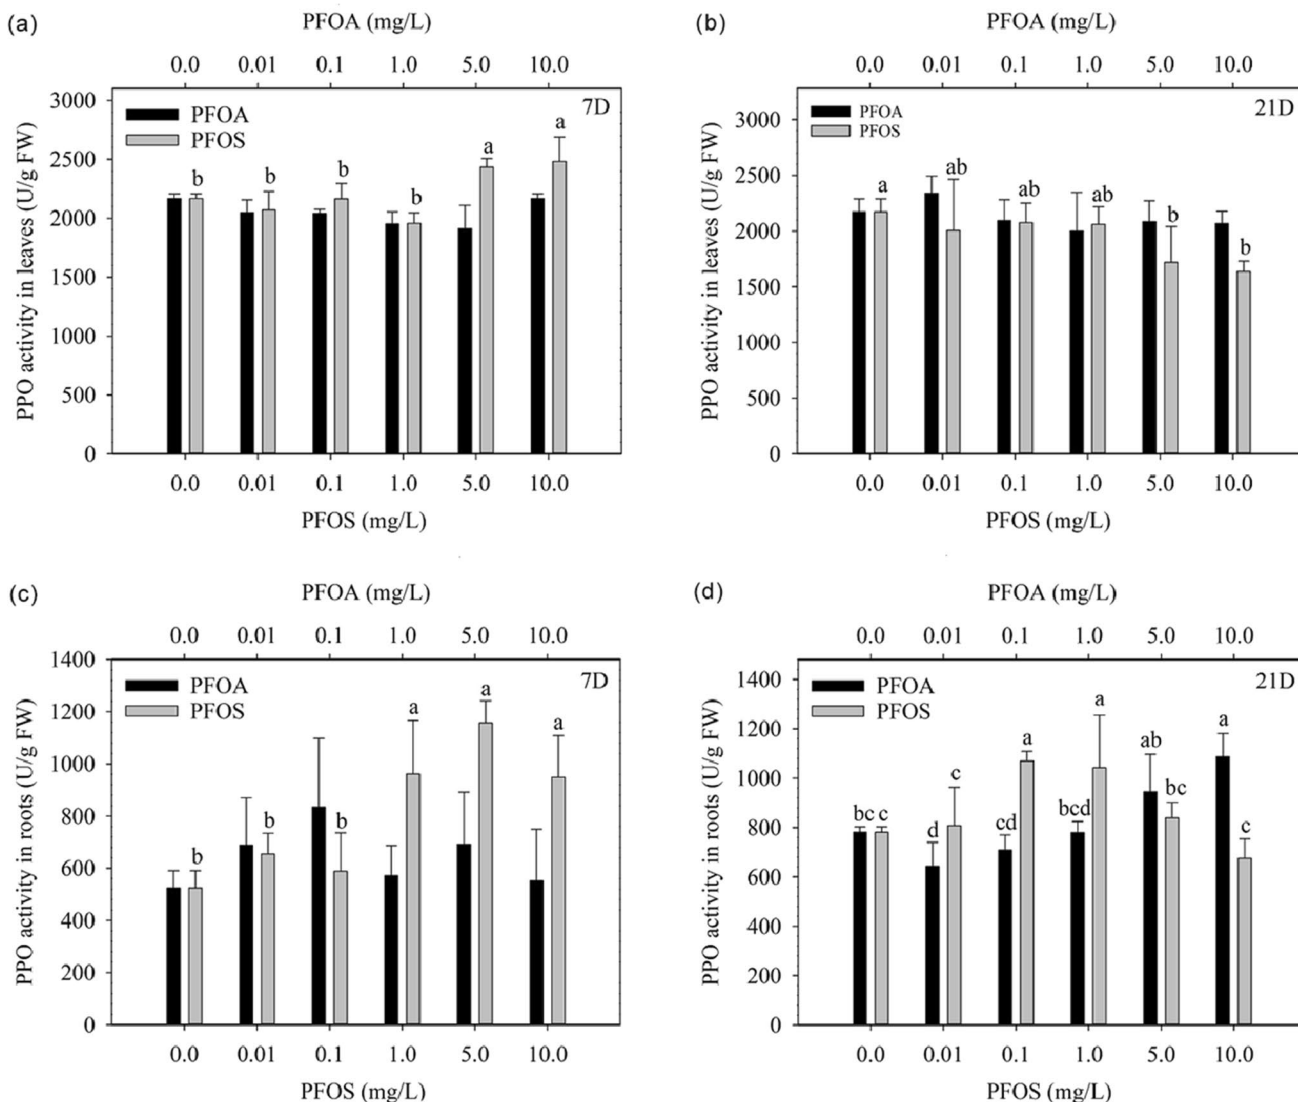 (a)
PFOA (mg/L)
0.0 0.01 0.1 1.0 5.0 10.0
PPO activity in leaves (U/g FW)
3000
2500
2000
1500
1000
500
0
PFOA
PFOS
7D
b b b b a a
0.0 0.01 0.1 1.0 5.0 10.0
PFOS (mg/L)
(b)
PFOA (mg/L)
0.0 0.01 0.1 1.0 5.0 10.0
PPO activity in leaves (U/g FW)
3000
2500
2000
1500
1000
500
0
PFOA
PFOS
21D
a ab ab ab b b
0.0 0.01 0.1 1.0 5.0 10.0
PFOS (mg/L)
(c)
PFOA (mg/L)
0.0 0.01 0.1 1.0 5.0 10.0
PPO activity in roots (U/g FW)
1400
1200
1000
800
600
400
200
0
PFOA
PFOS
7D
b b b a a a
0.0 0.01 0.1 1.0 5.0 10.0
PFOS (mg/L)
(d)
PFOA (mg/L)
0.0 0.01 0.1 1.0 5.0 10.0
PPO activity in roots (U/g FW)
1400
1200
1000
800
600
400
200
0
PFOA
PFOS
21D
bc c d c cd a bcd a ab bc a c
0.0 0.01 0.1 1.0 5.0 10.0
PFOS (mg/L)